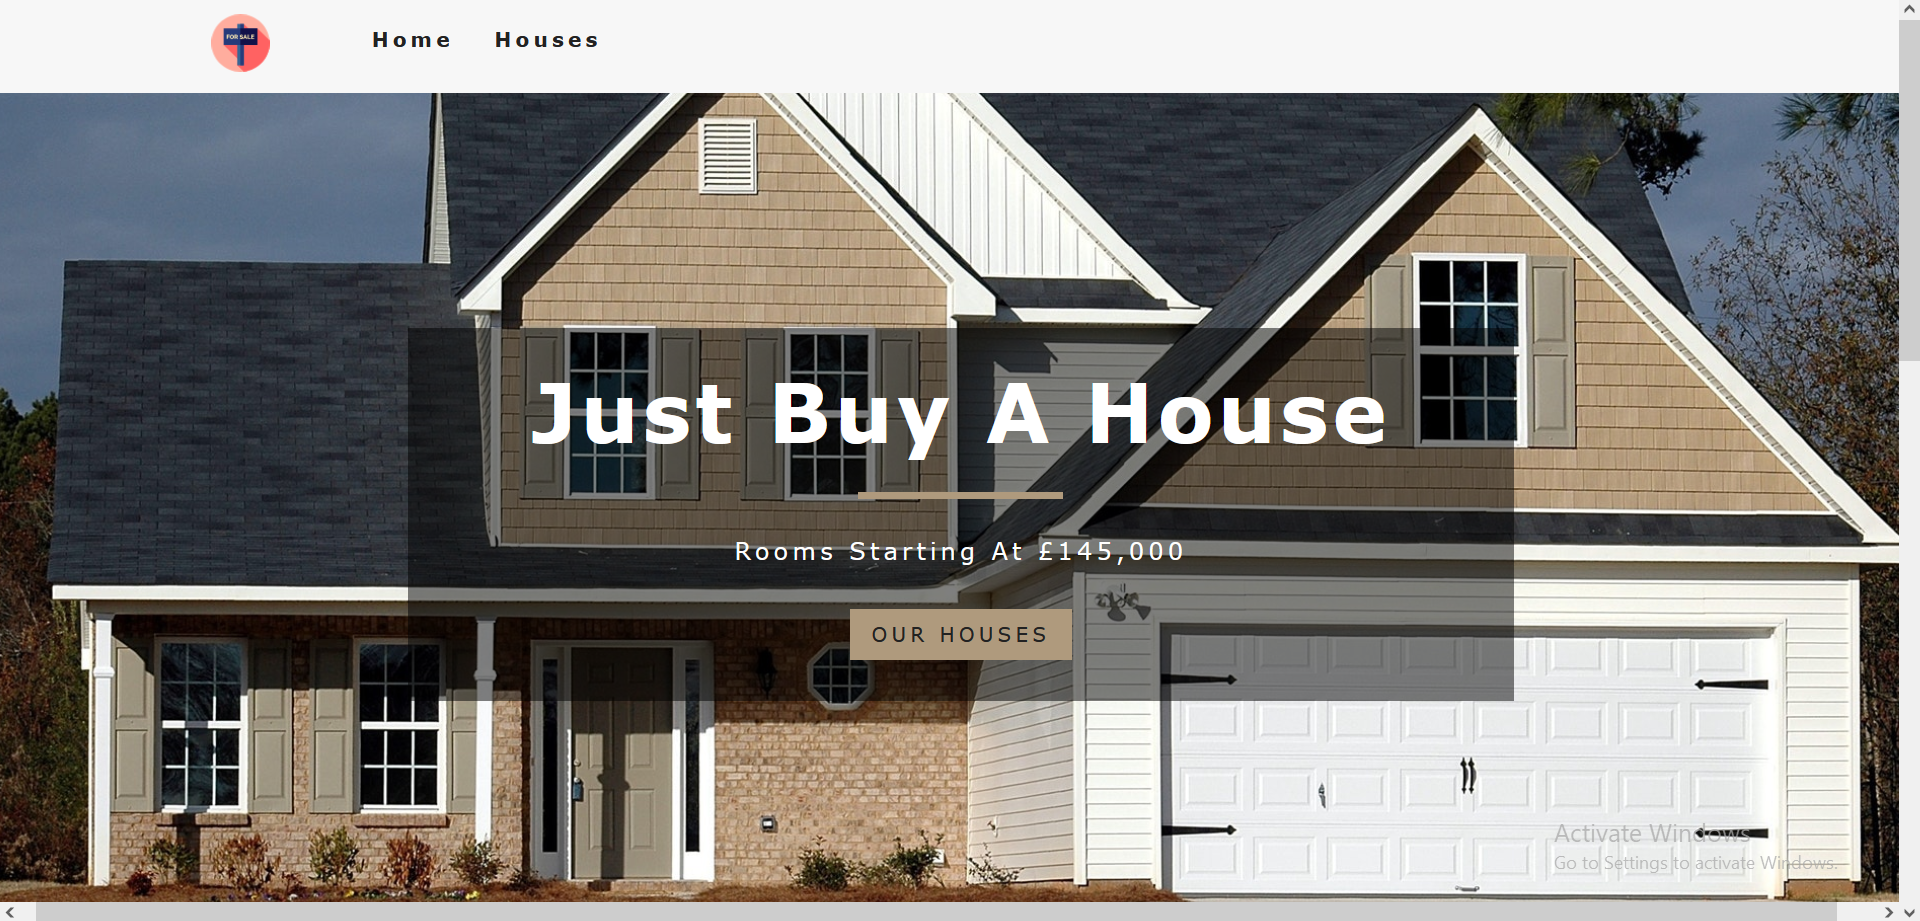 FOR SALE
Home Houses
Just Buy A House
Rooms Starting At £145,000
OUR HOUSES
Activate Windows
Go to Settings to activate Windows.